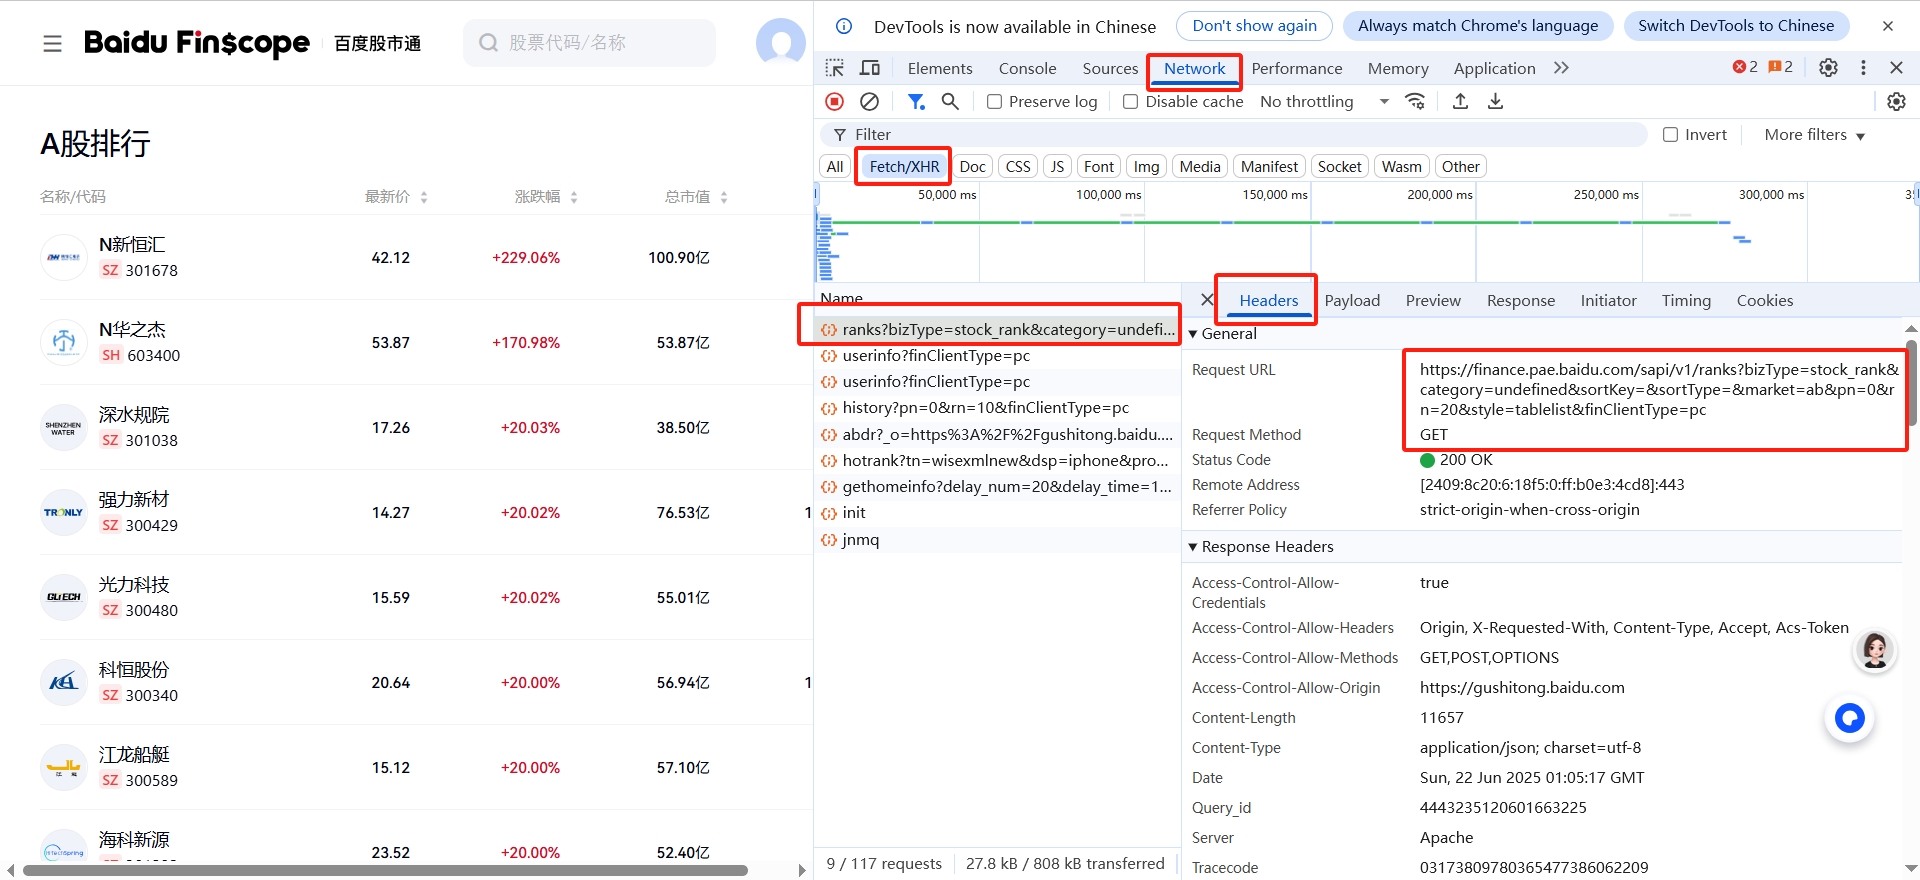 Baidu Fin$cope 百度股市通
股票代码/名称
A股排行
名称/代码 最新价 涨跌幅 总市值
N新恒汇
SZ 301678
42.12 +229.06% 100.90亿
N华之杰
SH 603400
53.87 +170.98% 53.87亿
SHENZHEN
WATER
深水规院
SZ 301038
17.26 +20.03% 38.50亿
TRONLY
强力新材
SZ 300429
14.27 +20.02% 76.53亿 1
GLTECH
光力科技
SZ 300480
15.59 +20.02% 55.01亿
科恒股份
SZ 300340
20.64 +20.00% 56.94亿 1
江龙船艇
SZ 300589
15.12 +20.00% 57.10亿
海科新源
23.52 +20.00% 52.40亿
DevTools is now available in Chinese Don't show again Always match Chrome's language Switch DevTools to Chinese
Elements Console Sources Network Performance Memory Application 2 2
Preserve log Disable cache No throttling
Filter Invert More filters
All Fetch/XHR Doc CSS JS Font Img Media Manifest Socket Wasm Other
50,000 ms 100,000 ms 150,000 ms 200,000 ms 250,000 ms 300,000 ms
Name
ranks?bizType=stock_rank&category=undefi...
userinfo?finClientType=pc
userinfo?finClientType=pc
history?pn=0&rn=10&finClientType=pc
abdr?_o=https%3A%2F%2Fgushitong.baidu....
hotrank?tn=wisexmlnew&dsp=iphone&pro...
gethomeinfo?delay_num=20&delay_time=1...
init
jnmq
9 / 117 requests 27.8 kB / 808 kB transferred
Headers Payload Preview Response Initiator Timing Cookies
General
Request URL https://finance.pae.baidu.com/sapi/v1/ranks?bizType=stock_rank&
category=undefined&sortKey=&sortType=&market=ab&pn=0&r
n=20&style=tablelist&finClientType=pc
Request Method GET
Status Code 200 OK
Remote Address [2409:8c20:6:18f5:0:ff:b0e3:4cd8]:443
Referrer Policy strict-origin-when-cross-origin
Response Headers
Access-Control-Allow- true
Credentials
Access-Control-Allow-Headers Origin, X-Requested-With, Content-Type, Accept, Acs-Token
Access-Control-Allow-Methods GET,POST,OPTIONS
Access-Control-Allow-Origin https://gushitong.baidu.com
Content-Length 11657
Content-Type application/json; charset=utf-8
Date Sun, 22 Jun 2025 01:05:17 GMT
Query_id 4443235120601663225
Server Apache
Tracecode 03173809780365477386062209